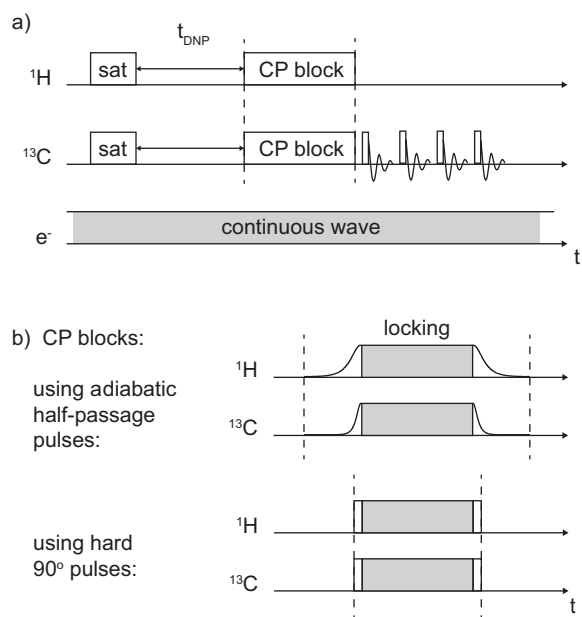 a)
t_DNP
¹H sat CP block
¹³C sat CP block
e⁻ continuous wave
t
b) CP blocks:
locking
using adiabatic
half-passage
pulses:
¹H
¹³C
using hard
90º pulses:
¹H
¹³C
t